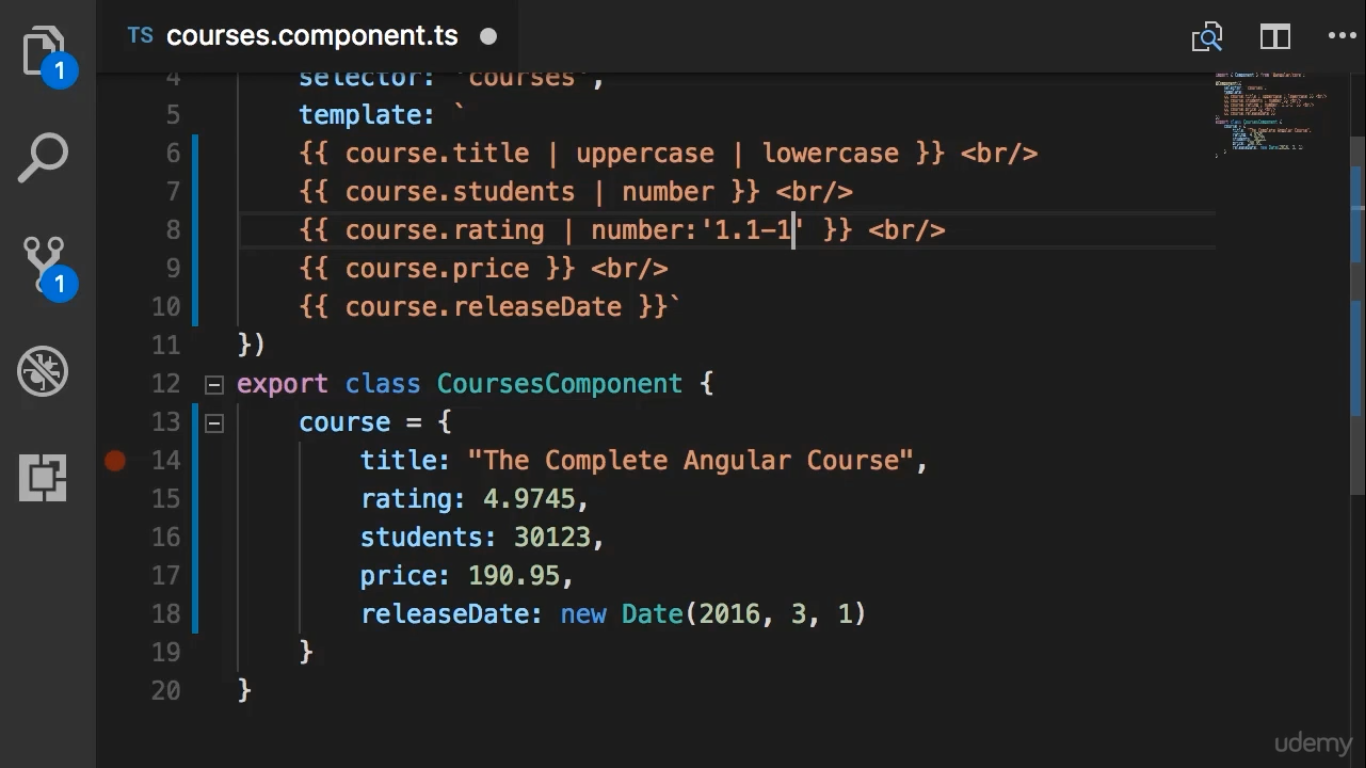 1
TS courses.component.ts
4 selector: `courses`,
5 template: `
6 {{ course.title | uppercase | lowercase }} <br/>
7 {{ course.students | number }} <br/>
8 {{ course.rating | number:'1.1-1' }} <br/>
9 {{ course.price }} <br/>
10 {{ course.releaseDate }}`
11 })
12 export class CoursesComponent {
13 course = {
14 title: "The Complete Angular Course",
15 rating: 4.9745,
16 students: 30123,
17 price: 190.95,
18 releaseDate: new Date(2016, 3, 1)
19 }
20 }
1
udemy